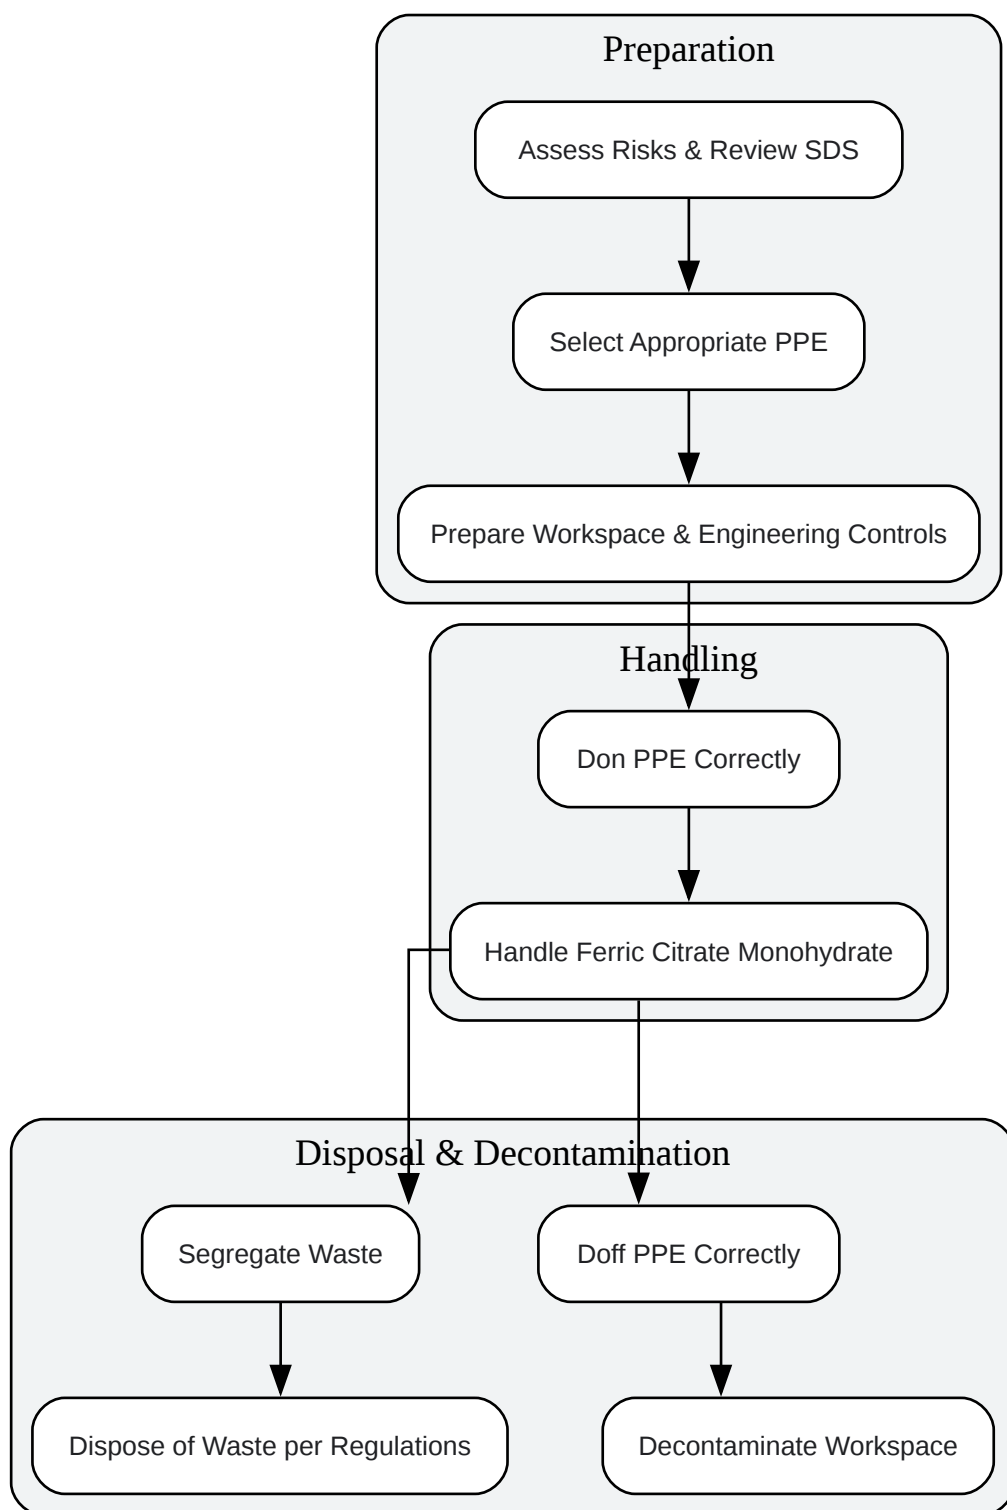 Preparation
Assess Risks & Review SDS
Select Appropriate PPE
Prepare Workspace & Engineering Controls
Handling
Don PPE Correctly
Handle Ferric Citrate Monohydrate
Disposal & Decontamination
Segregate Waste
Doff PPE Correctly
Dispose of Waste per Regulations
Decontaminate Workspace